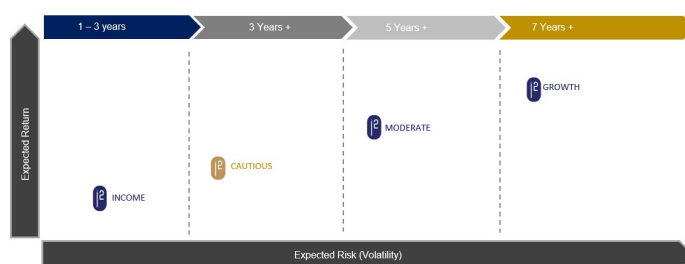 1 – 3 years
3 Years +
5 Years +
7 Years +
Expected Return
GROWTH
MODERATE
CAUTIOUS
INCOME
Expected Risk (Volatility)